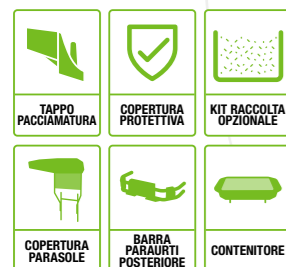 TAPPO
PACCIAMATURA
COPERTURA
PROTETTIVA
KIT RACCOLTA
OPZIONALE
COPERTURA
PARASOLE
BARRA
PARAURTI
POSTERIORE
CONTENITORE